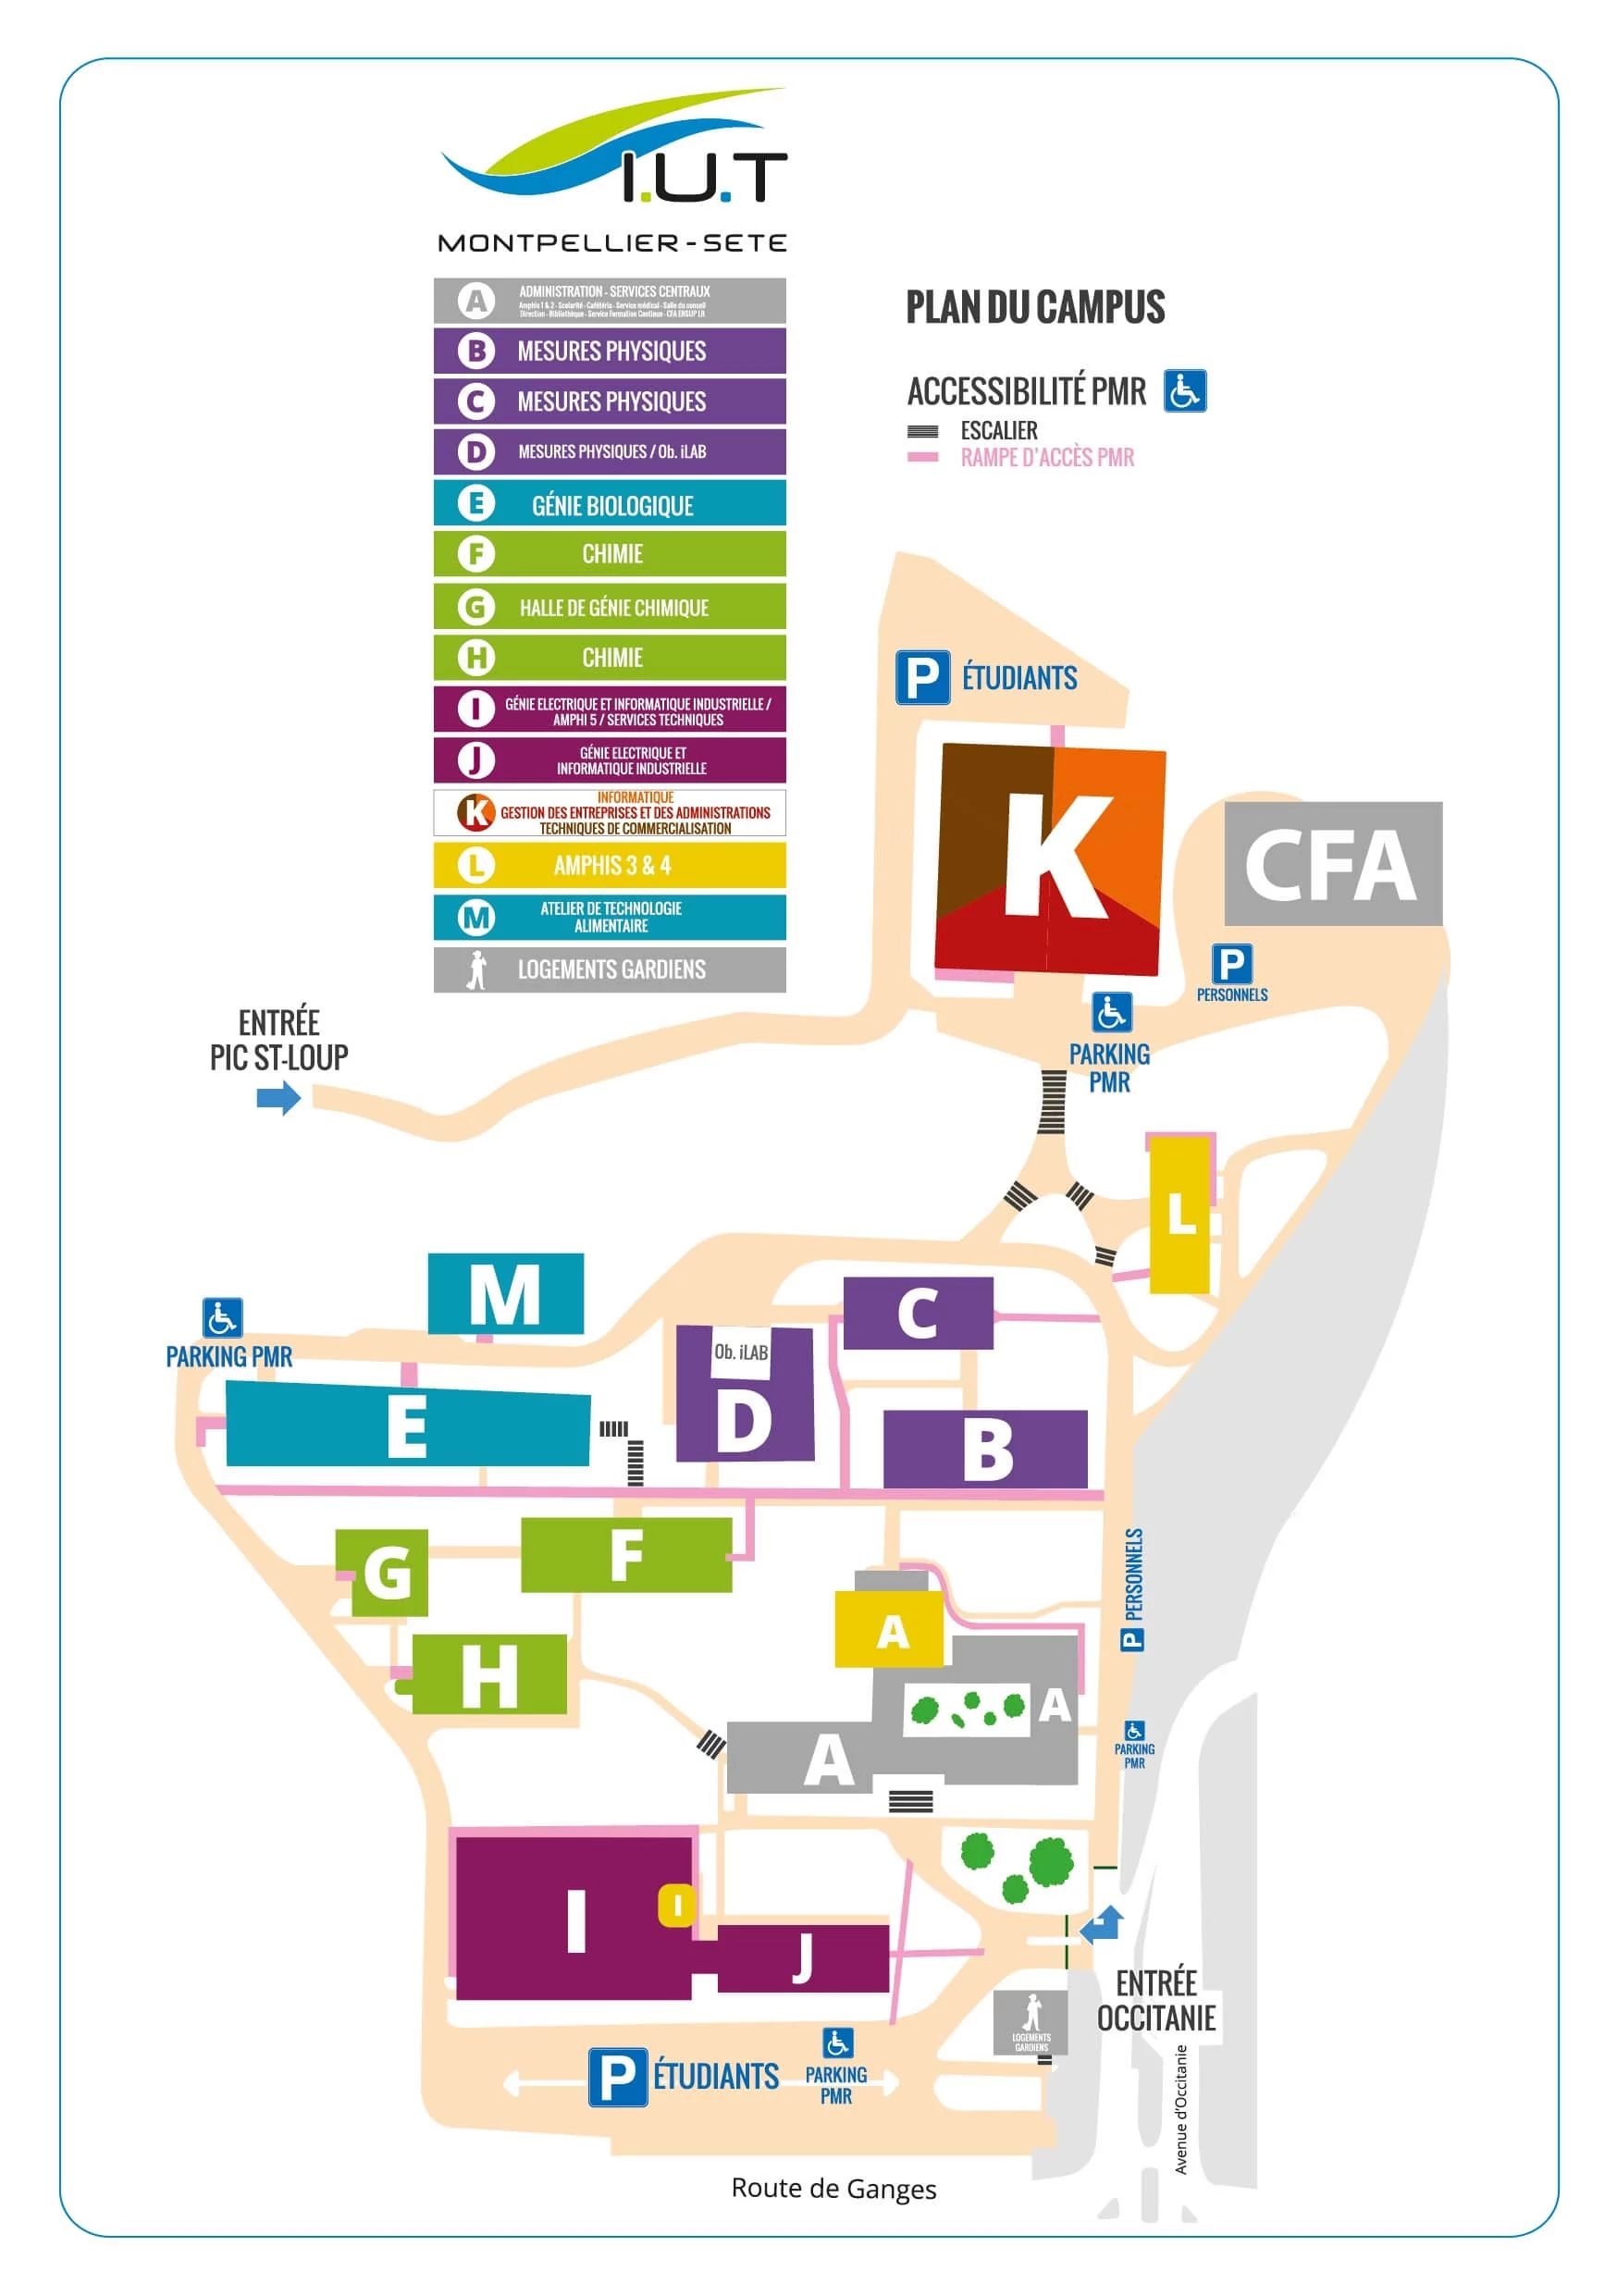 I.U.T
MONTPELLIER - SETE
A
ADMINISTRATION - SERVICES CENTRAUX
Amphis 1 & 2 - Scolarité - Cafétéria - Service médical - Salle du conseil
Direction - Bibliothèque - Service Formation Continue - CFA ENSUP LR
B MESURES PHYSIQUES
C MESURES PHYSIQUES
D MESURES PHYSIQUES / Ob. iLAB
E GÉNIE BIOLOGIQUE
F CHIMIE
G HALLE DE GÉNIE CHIMIQUE
H CHIMIE
I GÉNIE ELECTRIQUE ET INFORMATIQUE INDUSTRIELLE /
AMPHI 5 / SERVICES TECHNIQUES
J GÉNIE ELECTRIQUE ET
INFORMATIQUE INDUSTRIELLE
INFORMATIQUE
K GESTION DES ENTREPRISES ET DES ADMINISTRATIONS
TECHNIQUES DE COMMERCIALISATION
L AMPHIS 3 & 4
M ATELIER DE TECHNOLOGIE
ALIMENTAIRE
LOGEMENTS GARDIENS
PLAN DU CAMPUS
ACCESSIBILITÉ PMR
ESCALIER
RAMPE D'ACCÈS PMR
P ÉTUDIANTS
K
CFA
P
PERSONNELS
PARKING
PMR
ENTRÉE
PIC ST-LOUP
L
M
C
PARKING PMR
Ob. iLAB
D
E
B
F
G
P PERSONNELS
A
H
A
A
PARKING
PMR
I
I
J
ENTRÉE
OCCITANIE
LOGEMENTS
GARDIENS
P ÉTUDIANTS
PARKING
PMR
Avenue d'Occitanie
Route de Ganges